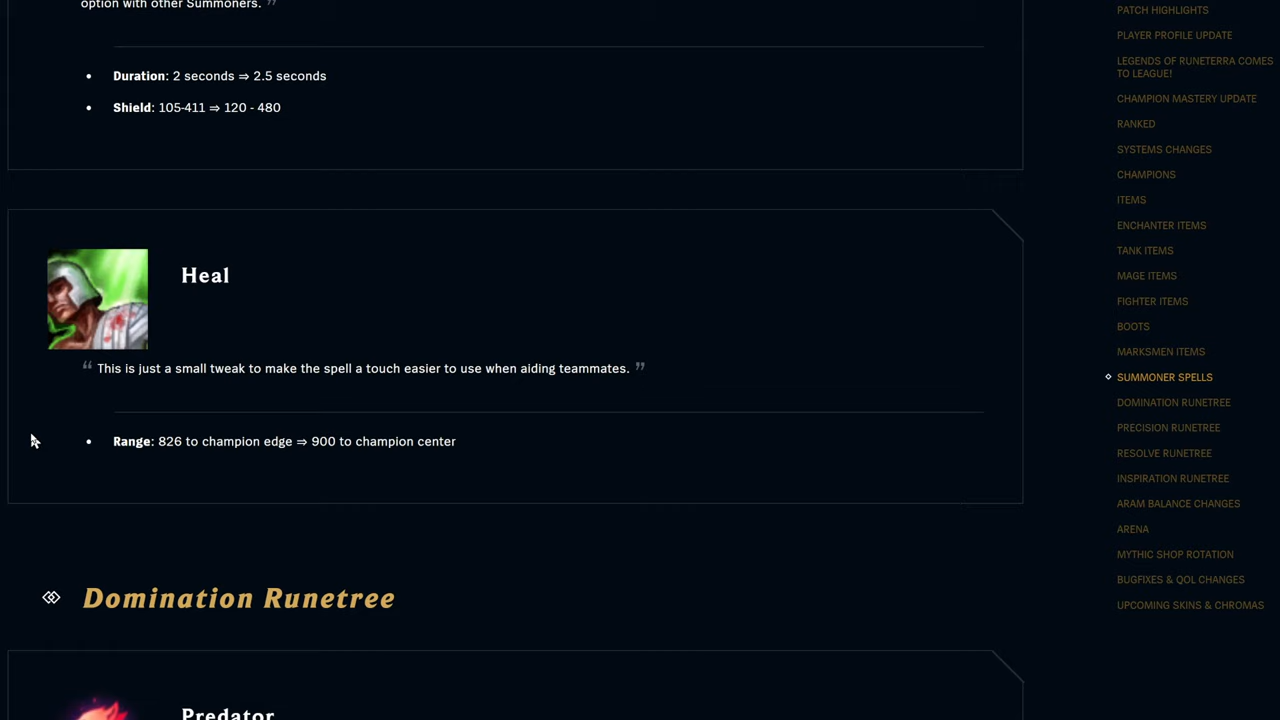 option with other Summoners. ”
• Duration: 2 seconds ⇒ 2.5 seconds
• Shield: 105-411 ⇒ 120 - 480
Heal
“ This is just a small tweak to make the spell a touch easier to use when aiding teammates. ”
• Range: 826 to champion edge ⇒ 900 to champion center
Domination Runetree
Predator
PATCH HIGHLIGHTS
PLAYER PROFILE UPDATE
LEGENDS OF RUNETERRA COMES
TO LEAGUE!
CHAMPION MASTERY UPDATE
RANKED
SYSTEMS CHANGES
CHAMPIONS
ITEMS
ENCHANTER ITEMS
TANK ITEMS
MAGE ITEMS
FIGHTER ITEMS
BOOTS
MARKSMEN ITEMS
SUMMONER SPELLS
DOMINATION RUNETREE
PRECISION RUNETREE
RESOLVE RUNETREE
INSPIRATION RUNETREE
ARAM BALANCE CHANGES
ARENA
MYTHIC SHOP ROTATION
BUGFIXES & QOL CHANGES
UPCOMING SKINS & CHROMAS